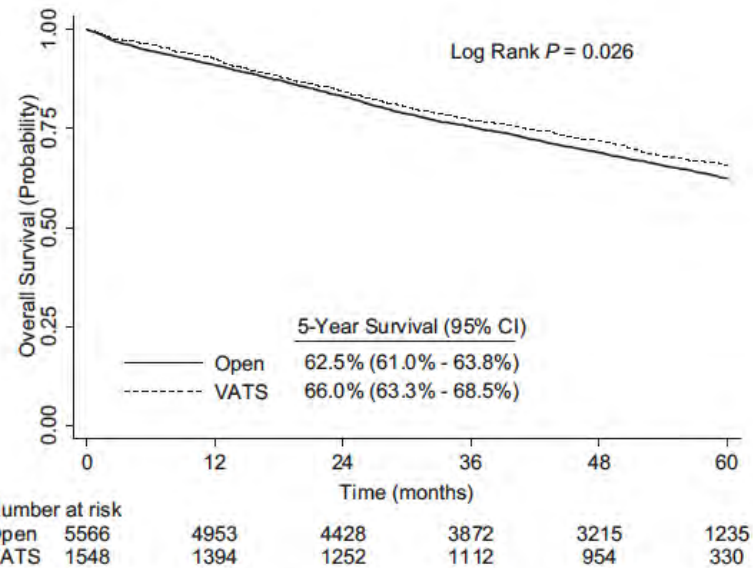 Overall Survival (Probability)
1.00
0.75
0.50
0.25
0.00
Log Rank P = 0.026
5-Year Survival (95% CI)
Open 62.5% (61.0% - 63.8%)
VATS 66.0% (63.3% - 68.5%)
0 12 24 36 48 60
Time (months)
umber at risk
pen 5566 4953 4428 3872 3215 1235
ATS 1548 1394 1252 1112 954 330